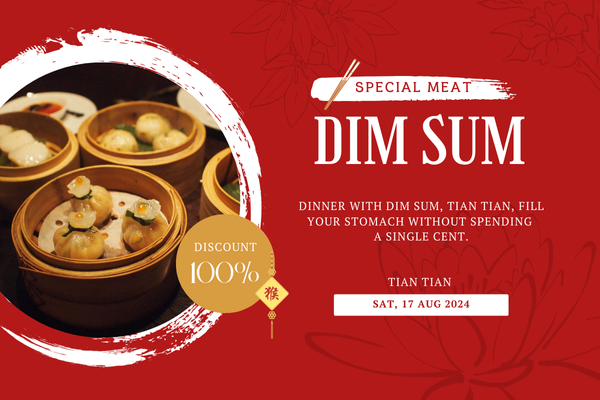 SPECIAL MEAT
DIM SUM
DINNER WITH DIM SUM, TIAN TIAN, FILL
YOUR STOMACH WITHOUT SPENDING
A SINGLE CENT.
DISCOUNT
100%
猴
TIAN TIAN
SAT, 17 AUG 2024